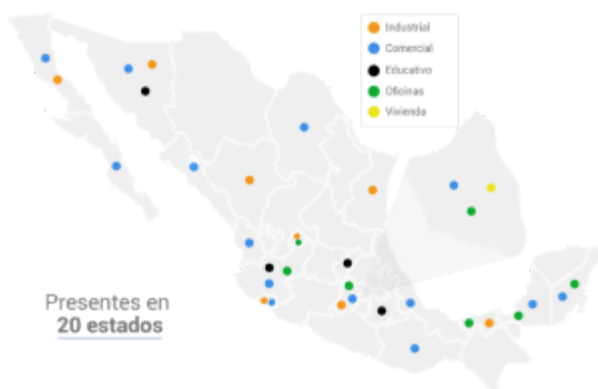 Industrial
Comercial
Educativo
Oficinas
Vivienda
Presentes en
20 estados